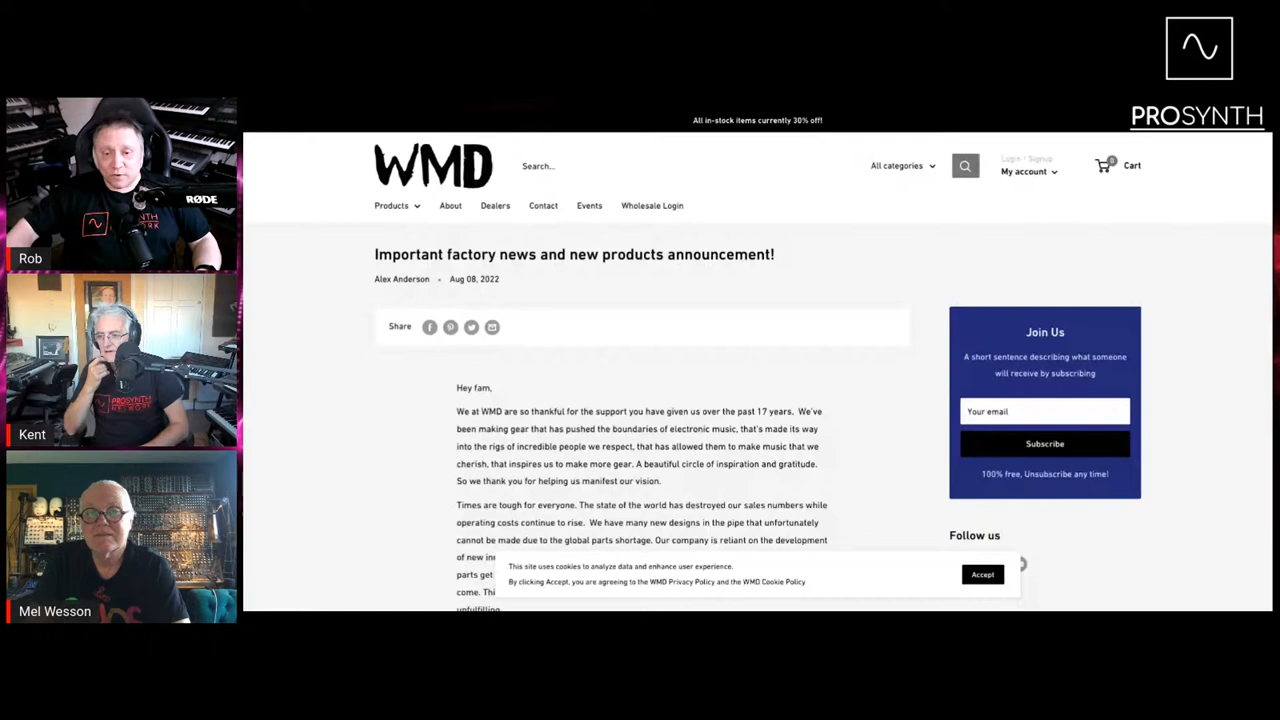 PROSYNTH
All in-stock items currently 30% off!
WMD
Search...
All categories
Login · Signup
My account
0
Cart
Products
About
Dealers
Contact
Events
Wholesale Login
Important factory news and new products announcement!
Alex Anderson
Aug 08, 2022
Share
Hey fam,
We at WMD are so thankful for the support you have given us over the past 17 years. We've
been making gear that has pushed the boundaries of electronic music, that's made its way
into the rigs of incredible people we respect, that has allowed them to make music that we
cherish, that inspires us to make more gear. A beautiful circle of inspiration and gratitude.
So we thank you for helping us manifest our vision.
Times are tough for everyone. The state of the world has destroyed our sales numbers while
operating costs continue to rise. We have many new designs in the pipe that unfortunately
cannot be made due to the global parts shortage. Our company is reliant on the development
of new
parts get
come.
unfulfilling
This site uses cookies to analyze data and enhance user experience.
By clicking Accept, you are agreeing to the WMD Privacy Policy and the WMD Cookie Policy
Accept
Join Us
A short sentence describing what someone
will receive by subscribing
Your email
Subscribe
100% free, Unsubscribe any time!
Follow us
RØDE
Rob
PROSYNTH
NETWORK
Kent
Mel Wesson